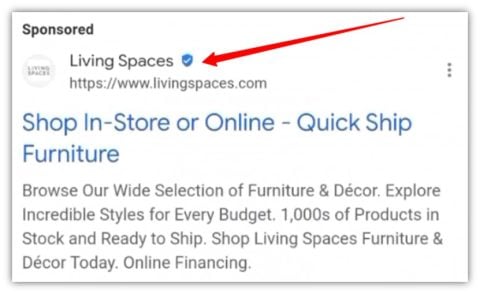 Sponsored
LIVING
SPACES
Living Spaces
https://www.livingspaces.com
Shop In-Store or Online - Quick Ship
Furniture
Browse Our Wide Selection of Furniture & Décor. Explore
Incredible Styles for Every Budget. 1,000s of Products in
Stock and Ready to Ship. Shop Living Spaces Furniture &
Décor Today. Online Financing.